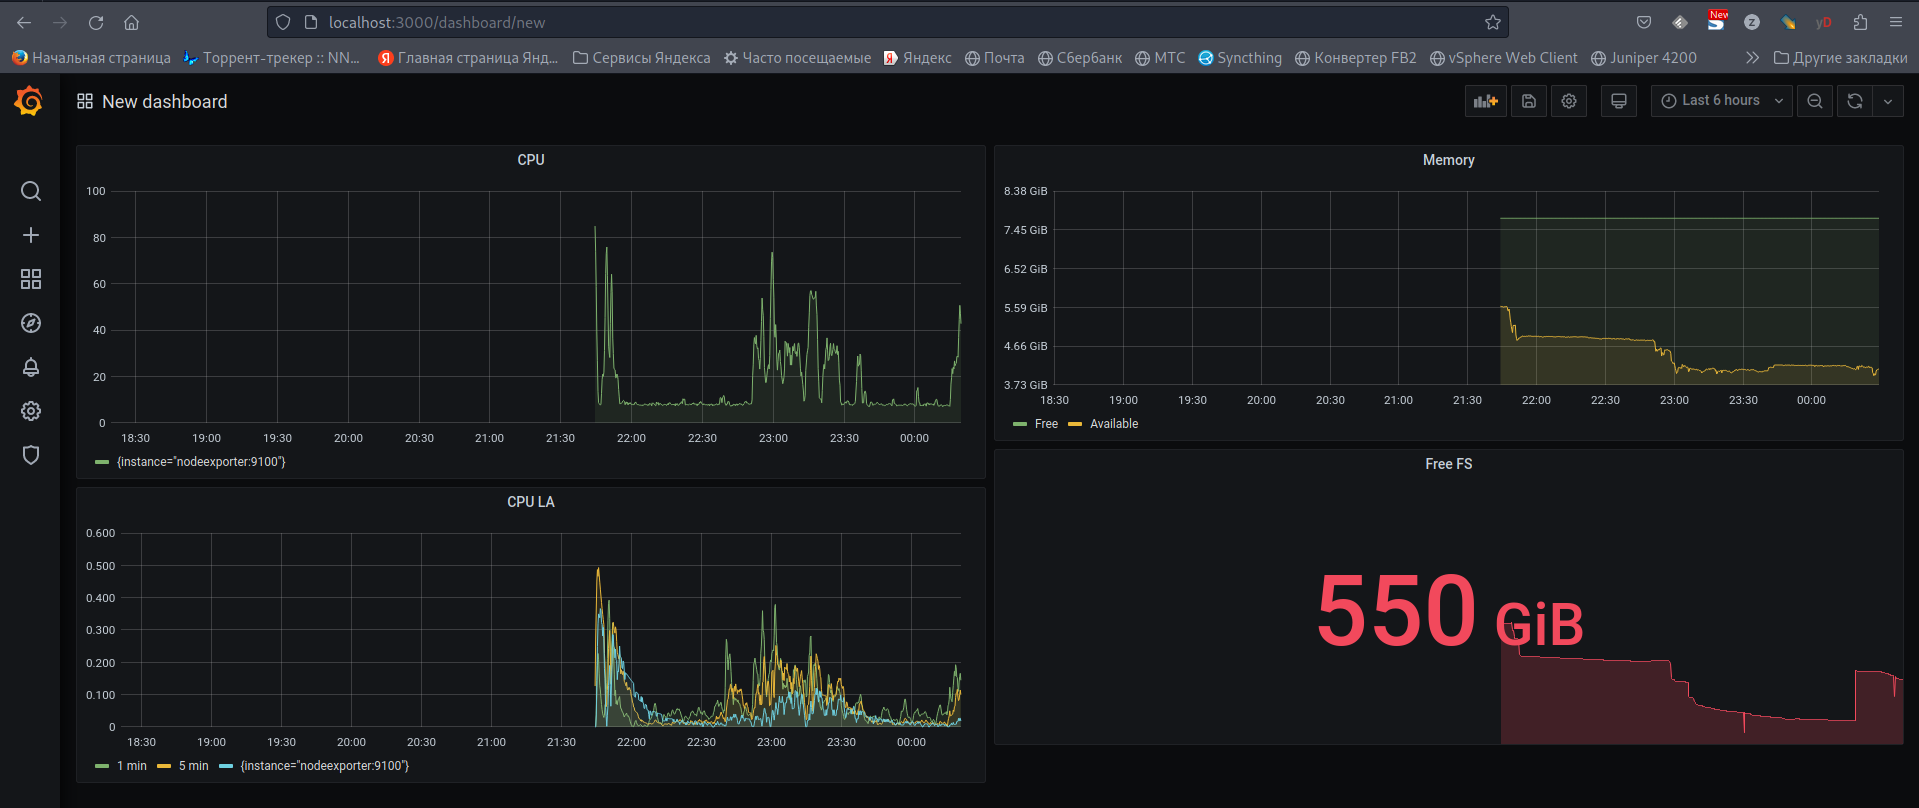 localhost:3000/dashboard/new
New
yD
Начальная страница Торрент-трекер :: NN... Главная страница Янд... Сервисы Яндекса Часто посещаемые Яндекс Почта Сбербанк МТС Syncthing Конвертер FB2 vSphere Web Client Juniper 4200 Другие закладки
New dashboard
Last 6 hours
CPU
100
80
60
40
20
0
18:30 19:00 19:30 20:00 20:30 21:00 21:30 22:00 22:30 23:00 23:30 00:00
{instance="nodeexporter:9100"}
CPU LA
0.600
0.500
0.400
0.300
0.200
0.100
0
18:30 19:00 19:30 20:00 20:30 21:00 21:30 22:00 22:30 23:00 23:30 00:00
1 min 5 min {instance="nodeexporter:9100"}
Memory
8.38 GiB
7.45 GiB
6.52 GiB
5.59 GiB
4.66 GiB
3.73 GiB
18:30 19:00 19:30 20:00 20:30 21:00 21:30 22:00 22:30 23:00 23:30 00:00
Free Available
Free FS
550 GiB